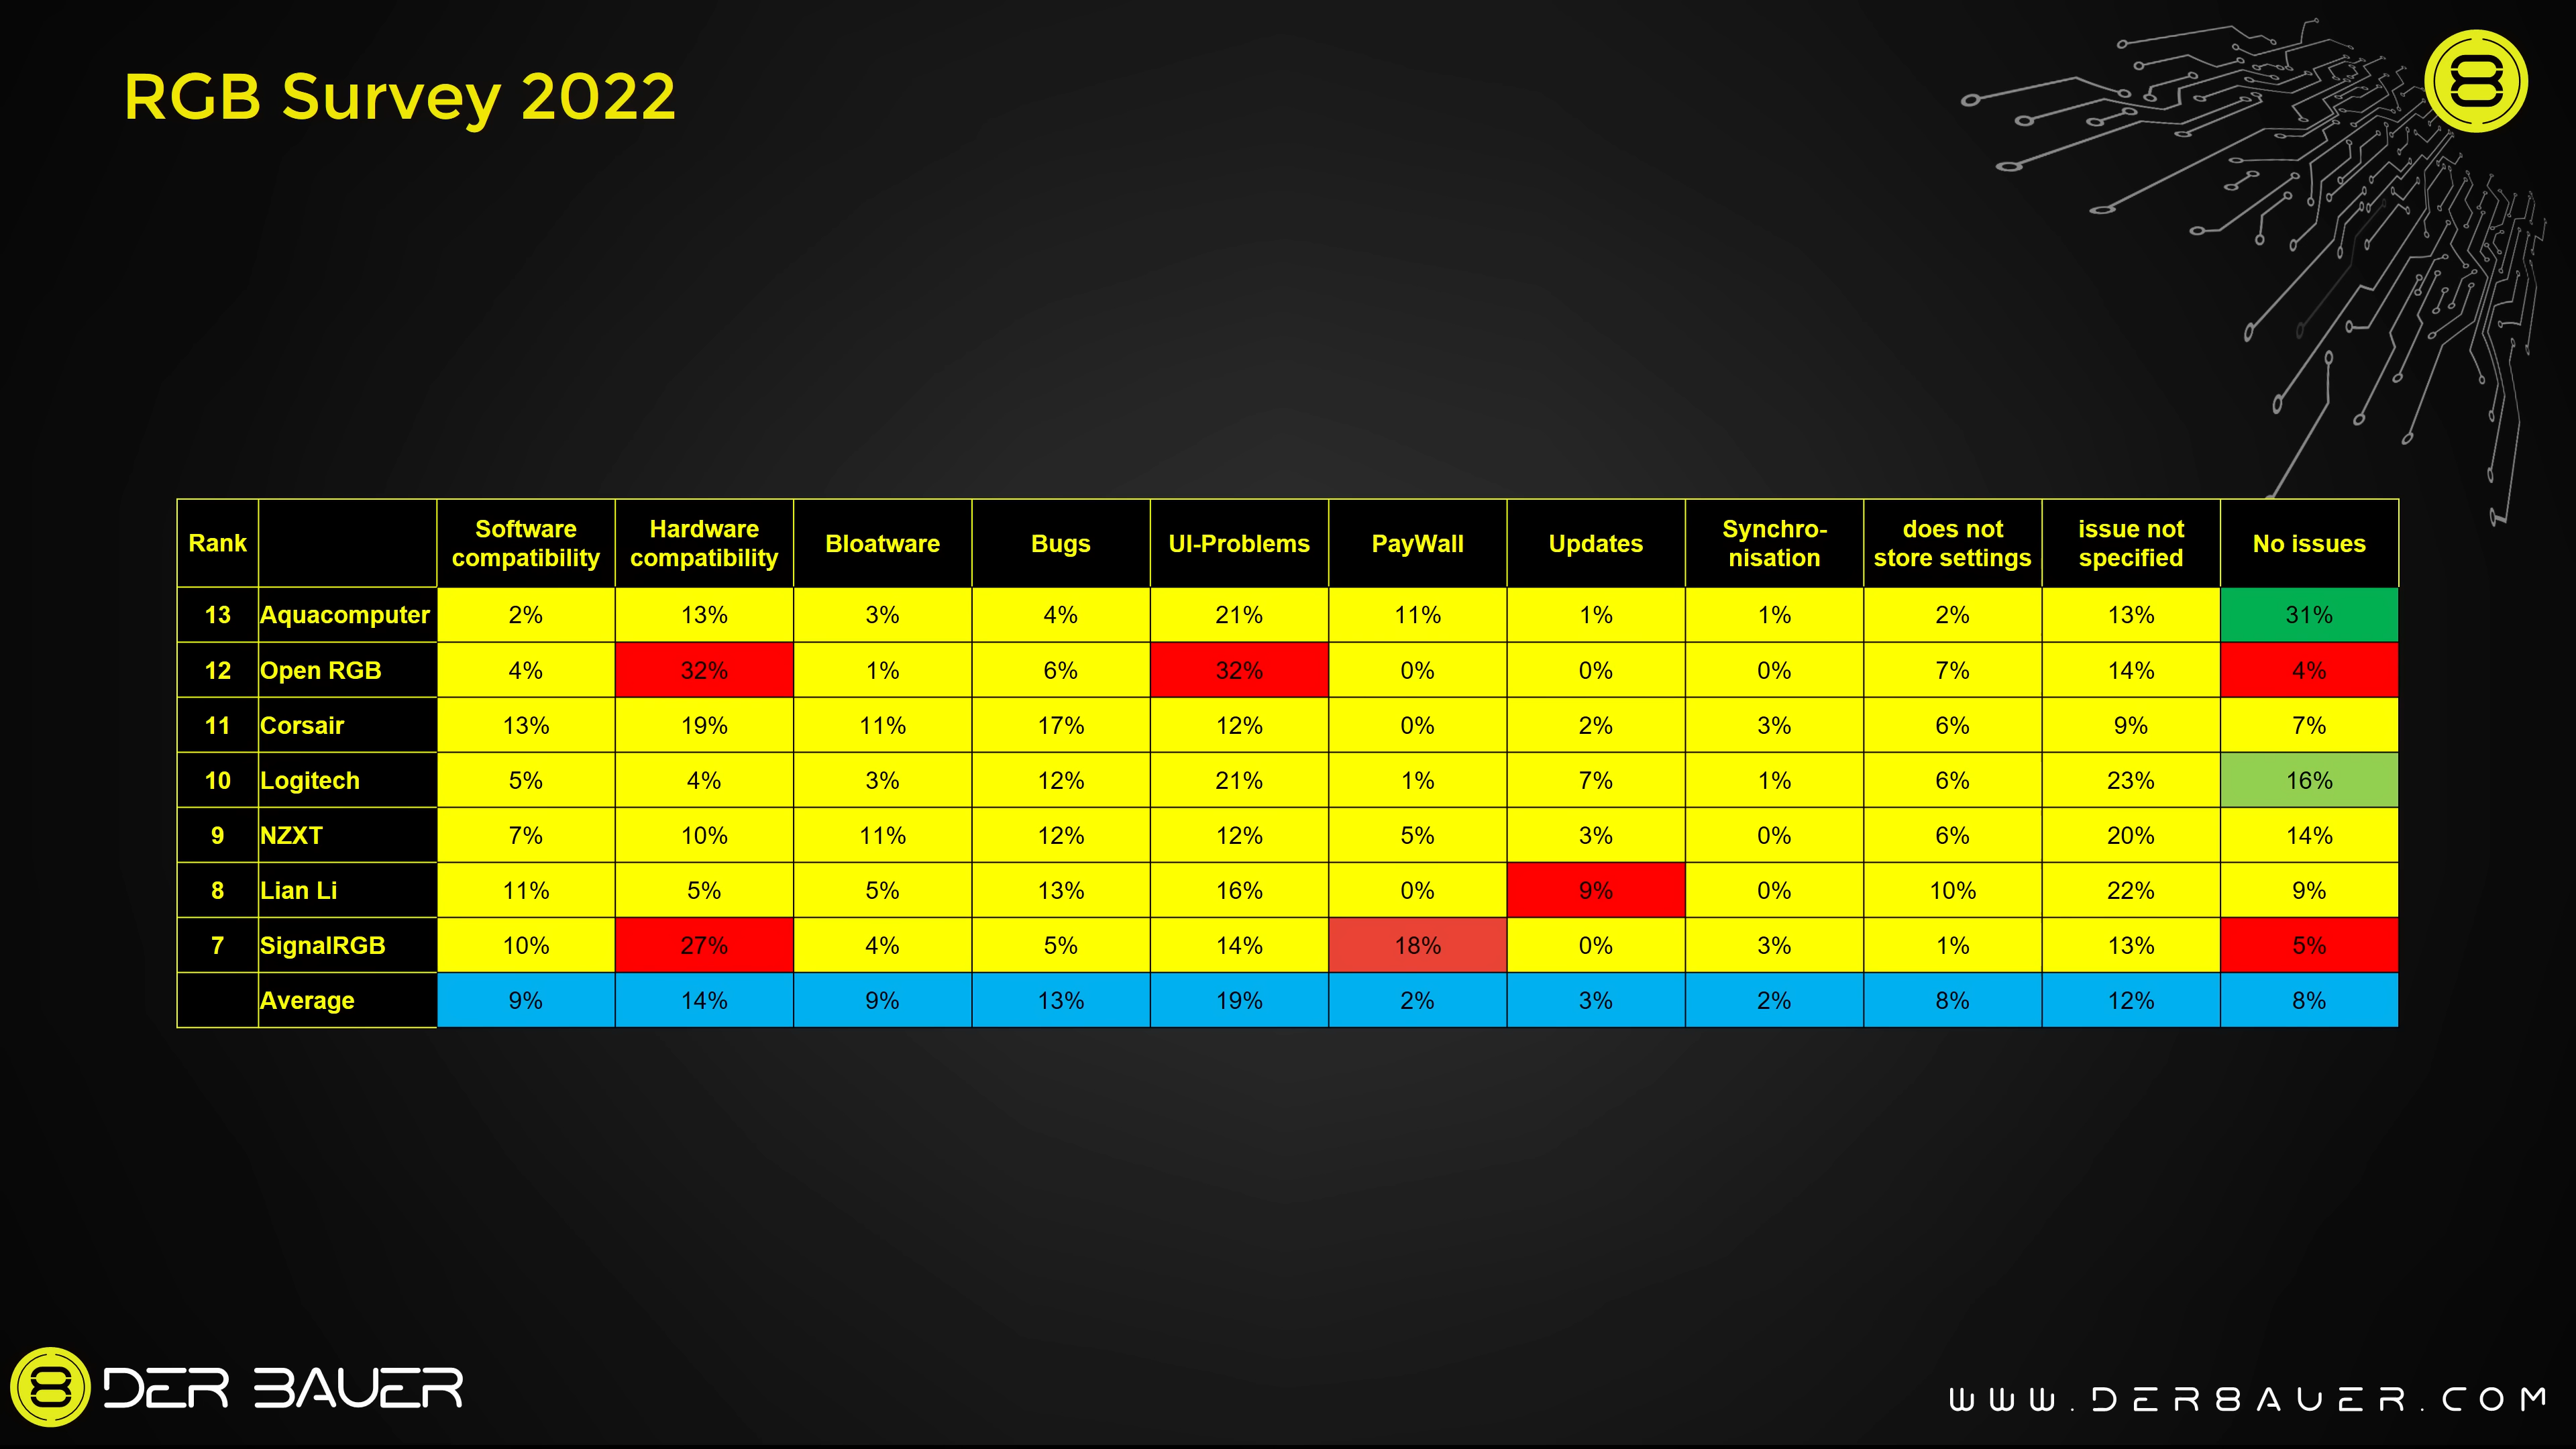 RGB Survey 2022
Rank Software compatibility Hardware compatibility Bloatware Bugs UI-Problems PayWall Updates Synchro-nisation does not store settings issue not specified No issues
13 Aquacomputer 2% 13% 3% 4% 21% 11% 1% 1% 2% 13% 31%
12 Open RGB 4% 32% 1% 6% 32% 0% 0% 0% 7% 14% 4%
11 Corsair 13% 19% 11% 17% 12% 0% 2% 3% 6% 9% 7%
10 Logitech 5% 4% 3% 12% 21% 1% 7% 1% 6% 23% 16%
9 NZXT 7% 10% 11% 12% 12% 5% 3% 0% 6% 20% 14%
8 Lian Li 11% 5% 5% 13% 16% 0% 9% 0% 10% 22% 9%
7 SignalRGB 10% 27% 4% 5% 14% 18% 0% 3% 1% 13% 5%
Average 9% 14% 9% 13% 19% 2% 3% 2% 8% 12% 8%
DER BAUER
WWW.DER8AUER.COM